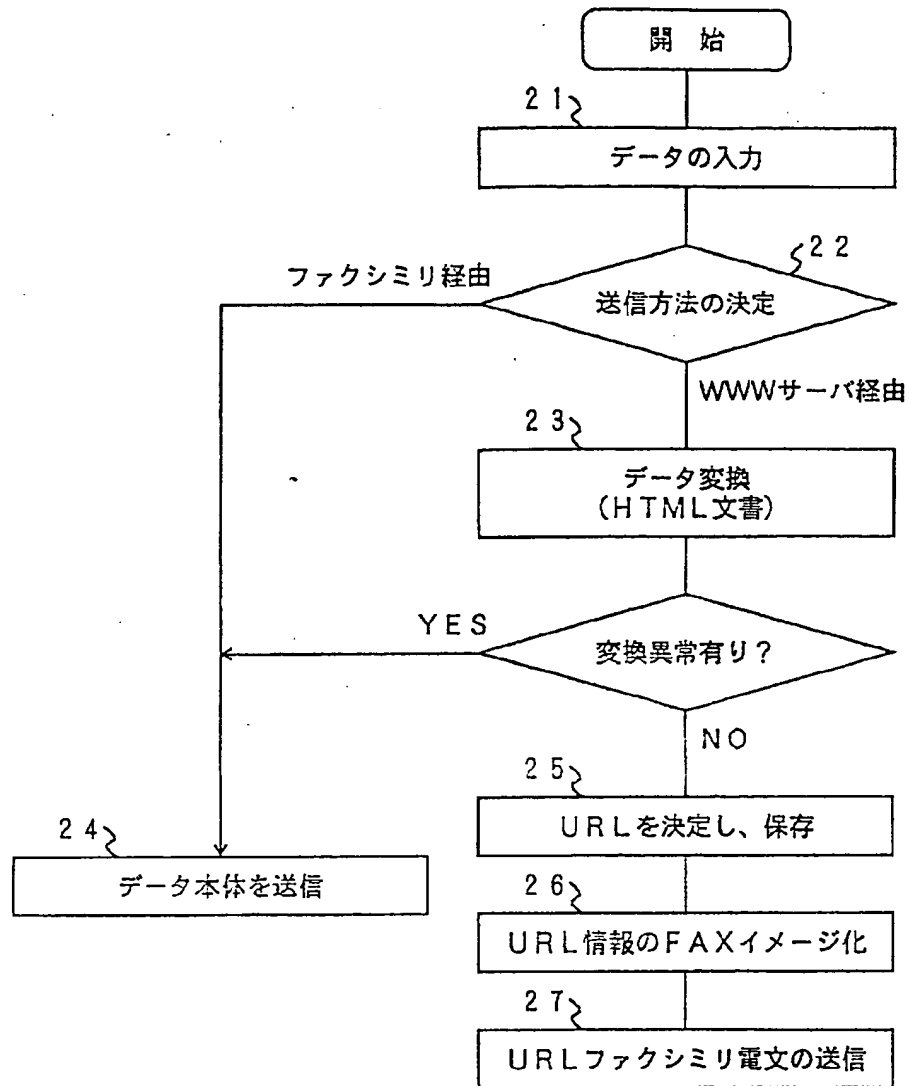 開 始
21
データの入力
22
ファクシミリ経由
送信方法の決定
WWWサーバ経由
23
データ変換
(HTML文書)
YES
変換異常有り?
NO
25
URLを決定し、保存
24
データ本体を送信
26
URL情報のFAXイメージ化
27
URLファクシミリ電文の送信